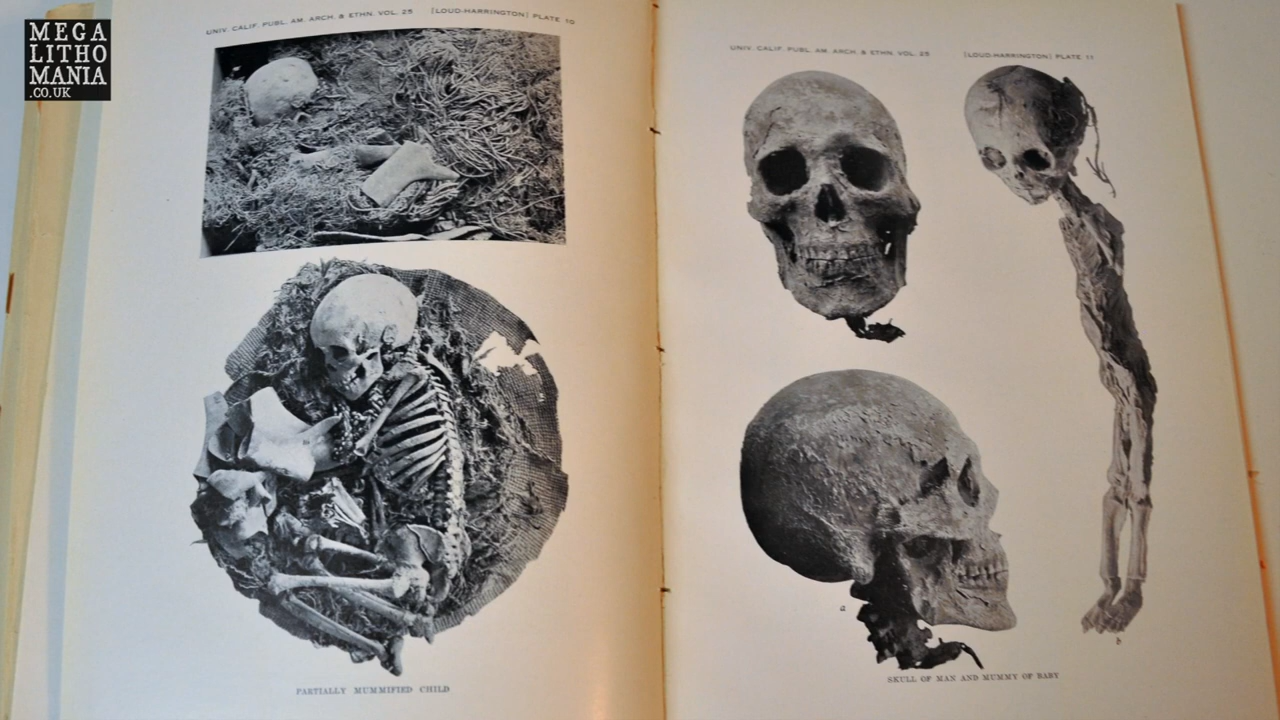 MEGA
LITHO
MANIA
.CO.UK
UNIV. CALIF. PUBL. AM. ARCH. & ETHN. VOL. 25 [LOUD-HARRINGTON] PLATE 10
PARTIALLY MUMMIFIED CHILD
UNIV. CALIF. PUBL. AM. ARCH. & ETHN. VOL. 25 [LOUD-HARRINGTON] PLATE 11
a
b
SKULL OF MAN AND MUMMY OF BABY